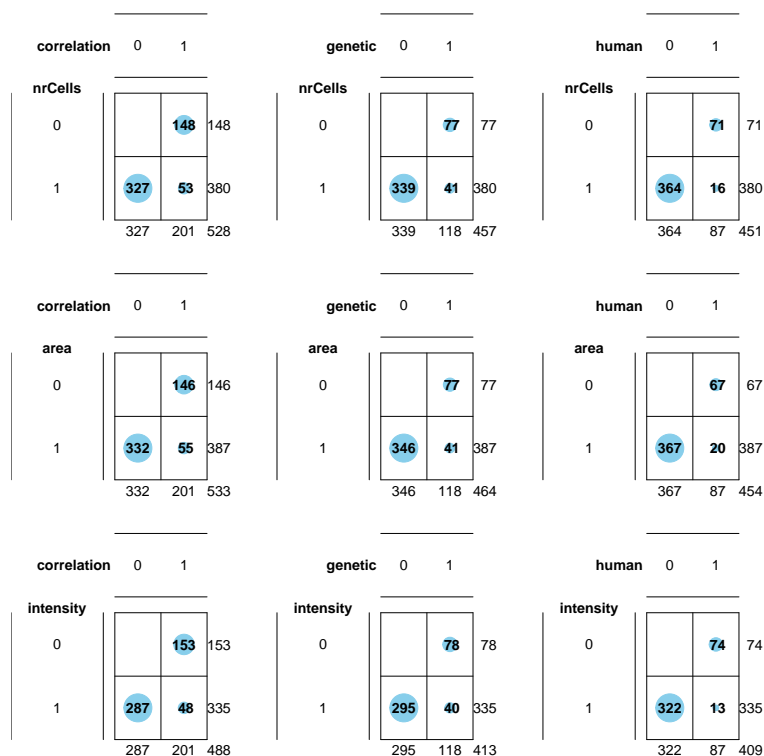 correlation 0 1 genetic 0 1 human 0 1
nrCells nrCells nrCells
0 148 148 0 77 77 0 71 71
1 327 53 380 1 339 41 380 1 364 16 380
327 201 528 339 118 457 364 87 451
correlation 0 1 genetic 0 1 human 0 1
area area area
0 146 146 0 77 77 0 67 67
1 332 55 387 1 346 41 387 1 367 20 387
332 201 533 346 118 464 367 87 454
correlation 0 1 genetic 0 1 human 0 1
intensity intensity intensity
0 153 153 0 78 78 0 74 74
1 287 48 335 1 295 40 335 1 322 13 335
287 201 488 295 118 413 322 87 409